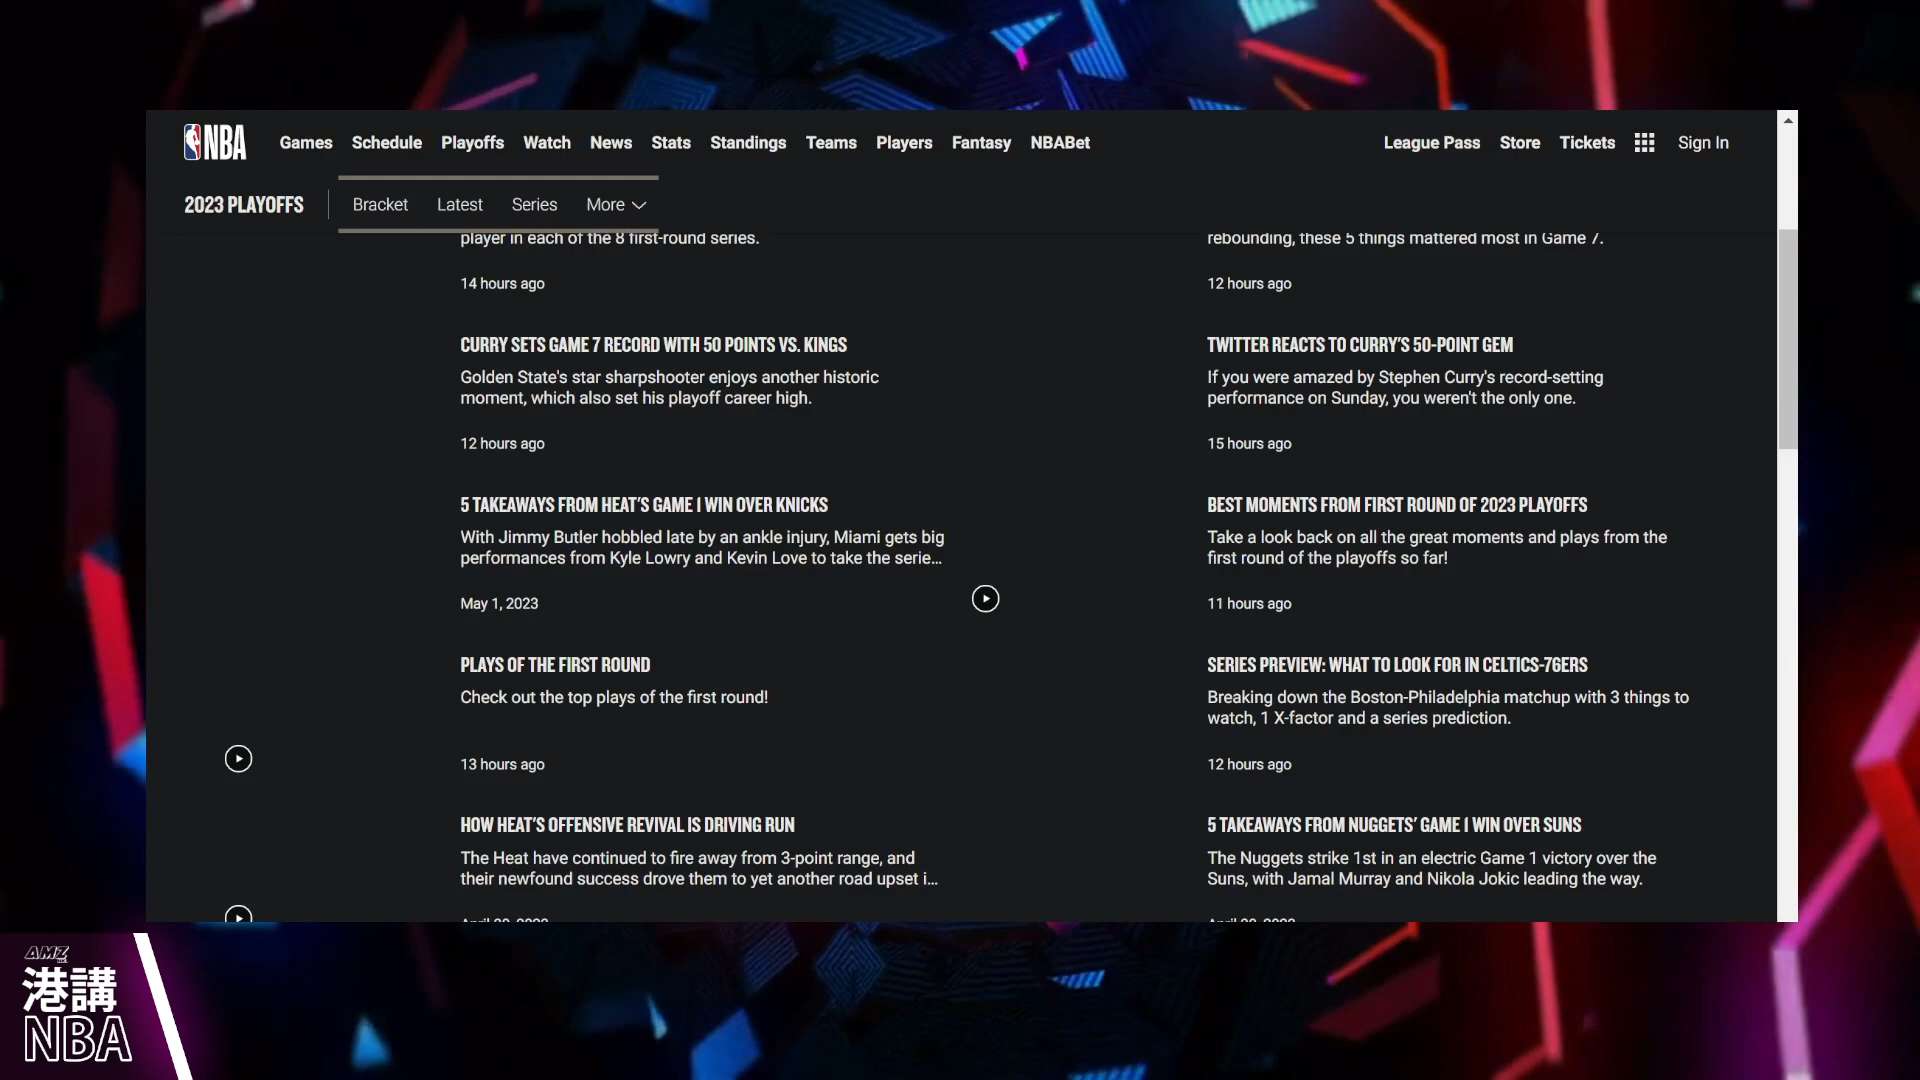 NBA
Games Schedule Playoffs Watch News Stats Standings Teams Players Fantasy NBABet
League Pass Store Tickets Sign In
2023 PLAYOFFS Bracket Latest Series More
player in each of the 8 first-round series.
14 hours ago
rebounding, these 5 things mattered most in Game 7.
12 hours ago
CURRY SETS GAME 7 RECORD WITH 50 POINTS VS. KINGS
Golden State's star sharpshooter enjoys another historic
moment, which also set his playoff career high.
12 hours ago
TWITTER REACTS TO CURRY'S 50-POINT GEM
If you were amazed by Stephen Curry's record-setting
performance on Sunday, you weren't the only one.
15 hours ago
5 TAKEAWAYS FROM HEAT'S GAME 1 WIN OVER KNICKS
With Jimmy Butler hobbled late by an ankle injury, Miami gets big
performances from Kyle Lowry and Kevin Love to take the serie...
May 1, 2023
BEST MOMENTS FROM FIRST ROUND OF 2023 PLAYOFFS
Take a look back on all the great moments and plays from the
first round of the playoffs so far!
11 hours ago
PLAYS OF THE FIRST ROUND
Check out the top plays of the first round!
13 hours ago
SERIES PREVIEW: WHAT TO LOOK FOR IN CELTICS-76ERS
Breaking down the Boston-Philadelphia matchup with 3 things to
watch, 1 X-factor and a series prediction.
12 hours ago
HOW HEAT'S OFFENSIVE REVIVAL IS DRIVING RUN
The Heat have continued to fire away from 3-point range, and
their newfound success drove them to yet another road upset i...
5 TAKEAWAYS FROM NUGGETS' GAME 1 WIN OVER SUNS
The Nuggets strike 1st in an electric Game 1 victory over the
Suns, with Jamal Murray and Nikola Jokic leading the way.
AMZ
港講
NBA